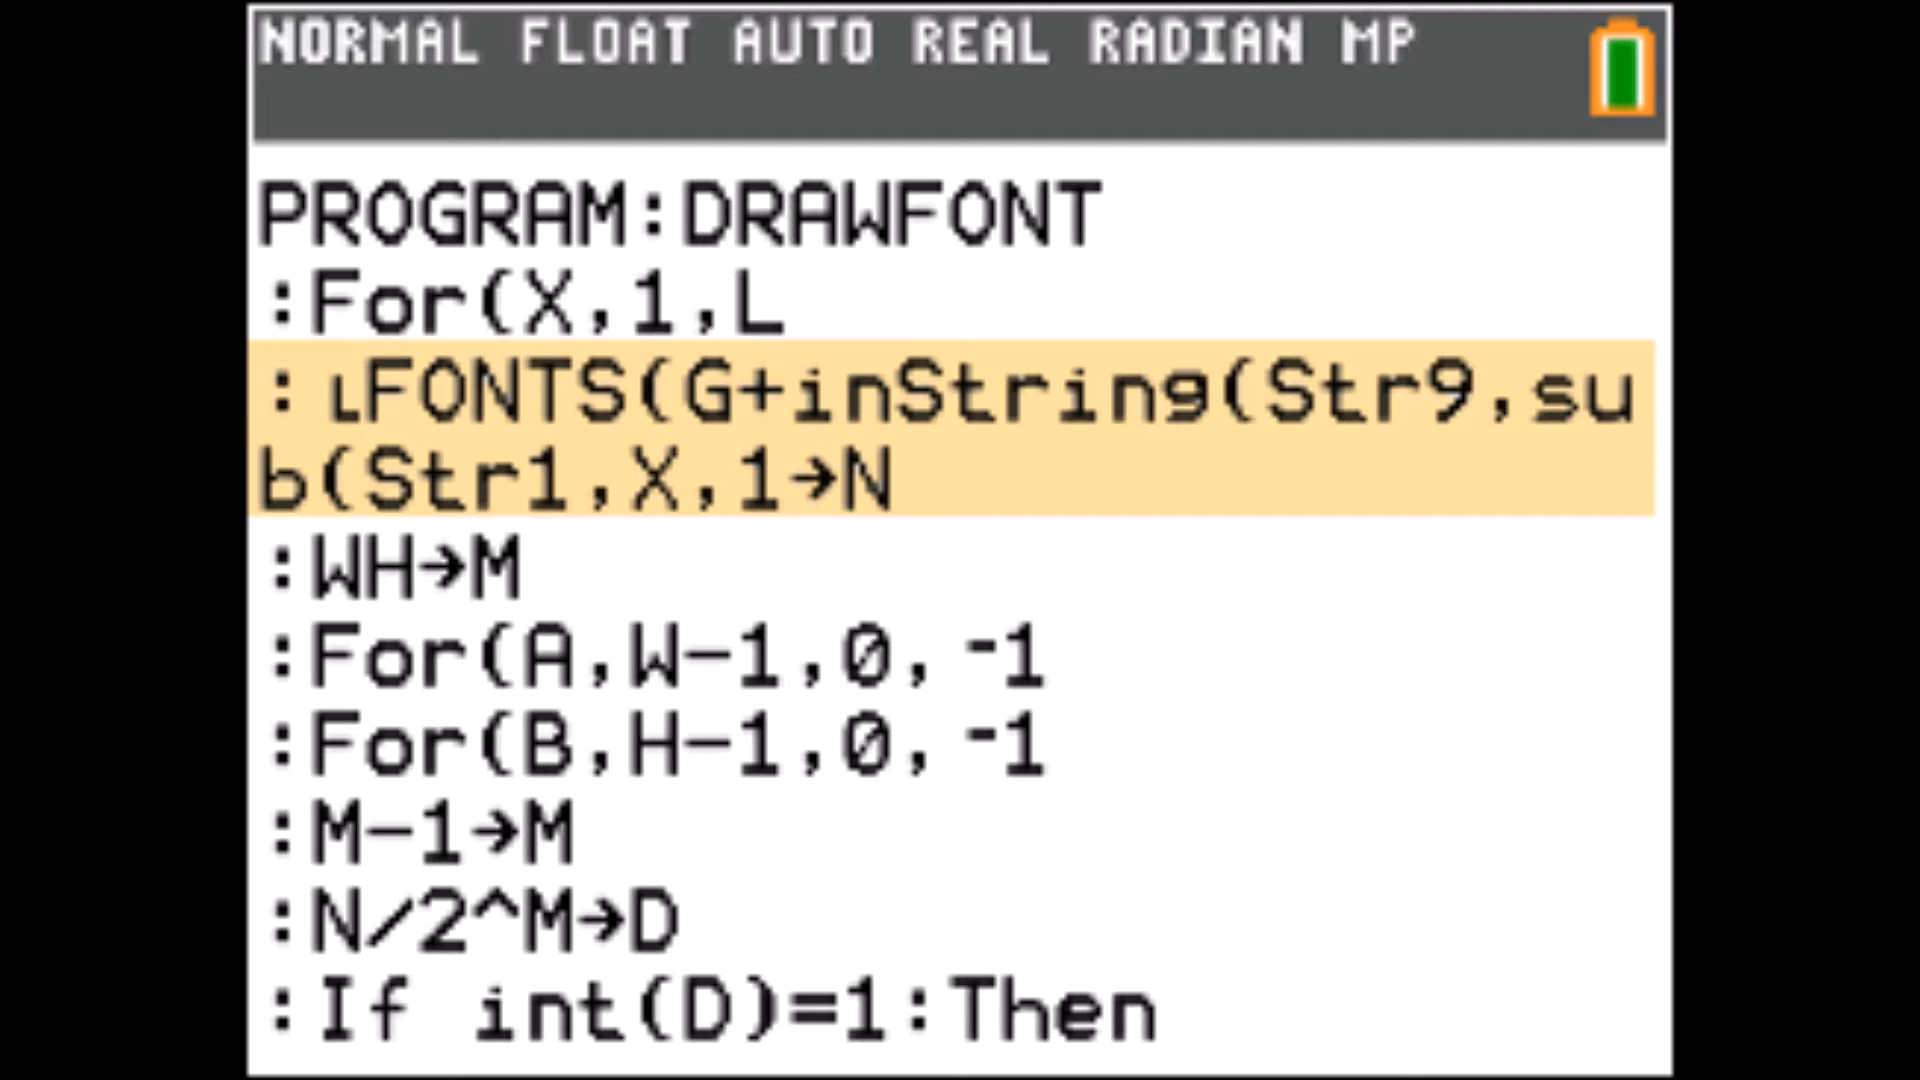 NORMAL FLOAT AUTO REAL RADIAN MP
PROGRAM:DRAWFONT
:For(X,1,L
:ʟFONTS(G+inString(Str9,su
b(Str1,X,1→N
:WH→M
:For(A,W-1,0,⁻1
:For(B,H-1,0,⁻1
:M-1→M
:N/2^M→D
:If int(D)=1:Then